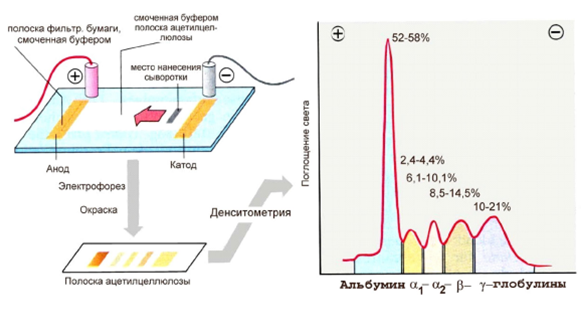 полоска фильтр. бумаги,
смоченная буфером
смоченная буфером
полоска ацетилцел-
люлозы
место нанесения
сыворотки
+
−
Анод
Катод
Электрофорез
Окраска
Денситометрия
Полоска ацетилцеллюлозы
+
−
Поглощение света
52-58%
2,4-4,4%
6,1-10,1%
8,5-14,5%
10-21%
Альбумин α1– α2– β– γ–глобулины